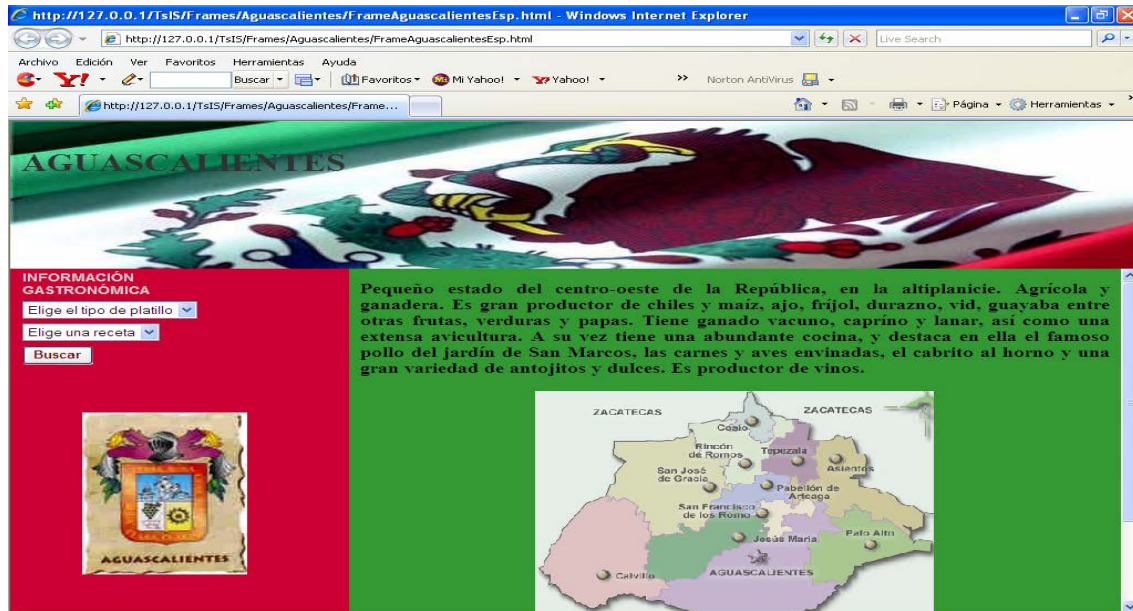 http://127.0.0.1/TsIS/Frames/Aguascalientes/FrameAguascalientesEsp.html - Windows Internet Explorer
http://127.0.0.1/TsIS/Frames/Aguascalientes/FrameAguascalientesEsp.html
Live Search
Archivo Edición Ver Favoritos Herramientas Ayuda
Y! Buscar Favoritos Mi Yahoo! Yahoo! >> Norton AntiVirus
http://127.0.0.1/TsIS/Frames/Aguascalientes/Frame... Página Herramientas
AGUASCALIENTES
INFORMACIÓN
GASTRONÓMICA
Elige el tipo de platillo
Elige una receta
Buscar
AGUASCALIENTES
Pequeño estado del centro-oeste de la República, en la altiplanicie. Agrícola y
ganadera. Es gran productor de chiles y maíz, ajo, fríjol, durazno, vid, guayaba entre
otras frutas, verduras y papas. Tiene ganado vacuno, capríno y lanar, así como una
extensa avicultura. A su vez tiene una abundante cocina, y destaca en ella el famoso
pollo del jardín de San Marcos, las carnes y aves envinadas, el cabrito al horno y una
gran variedad de antojitos y dulces. Es productor de vinos.
ZACATECAS
ZACATECAS
Cosío
Rincón
de Romos
Tepezala
Asientos
San José
de Gracia
Pabellón de
Arteaga
San Francisco
de los Romo
Jesús María
Palo Alto
Calvillo
AGUASCALIENTES